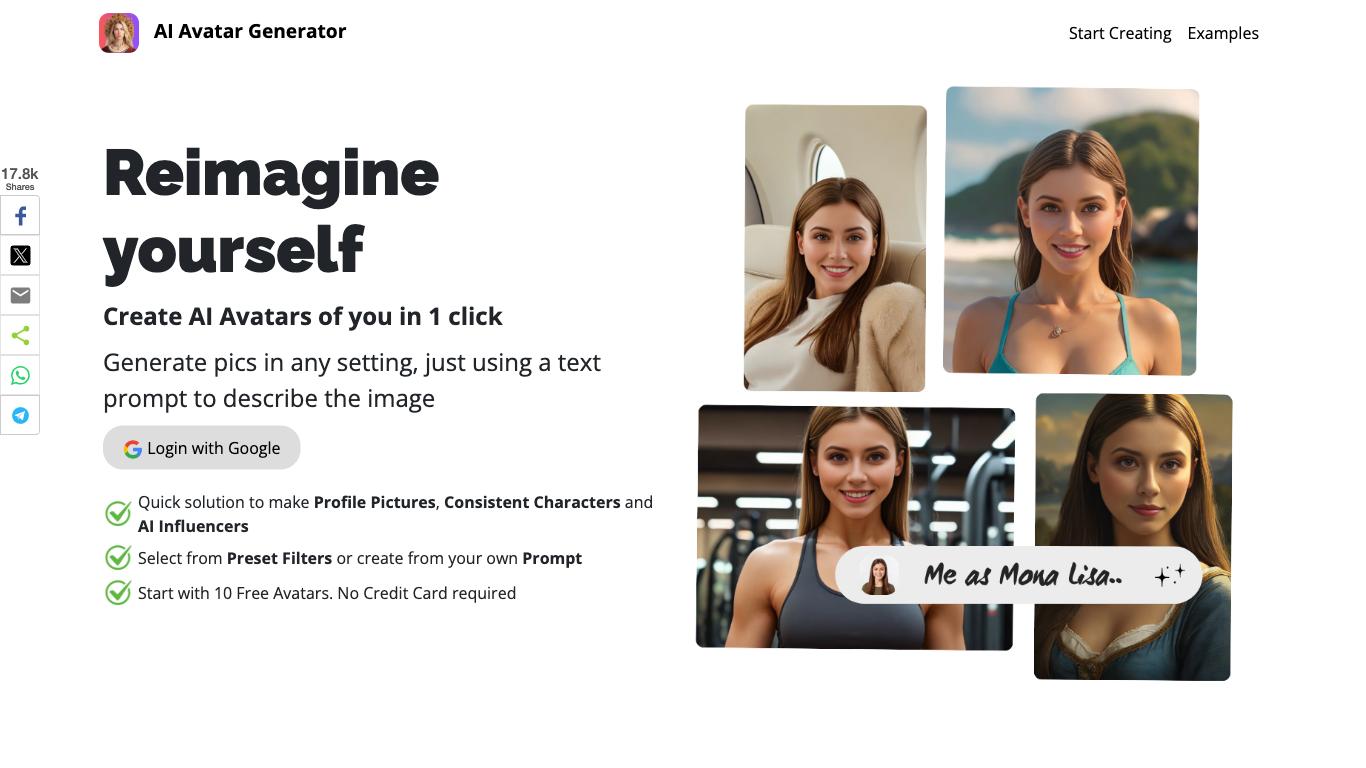 AI Avatar Generator
Start Creating Examples
17.8k
Shares
Reimagine
yourself
Create AI Avatars of you in 1 click
Generate pics in any setting, just using a text
prompt to describe the image
Login with Google
Quick solution to make Profile Pictures, Consistent Characters and
AI Influencers
Select from Preset Filters or create from your own Prompt
Start with 10 Free Avatars. No Credit Card required
Me as Mona Lisa..